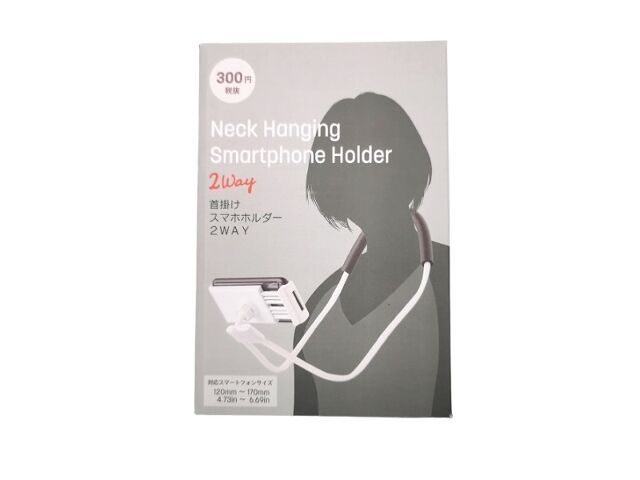 300円
税抜
Neck Hanging
Smartphone Holder
2Way
首掛け
スマホホルダー
2WAY
対応スマートフォンサイズ
120mm～170mm
4.73in～ 6.69in